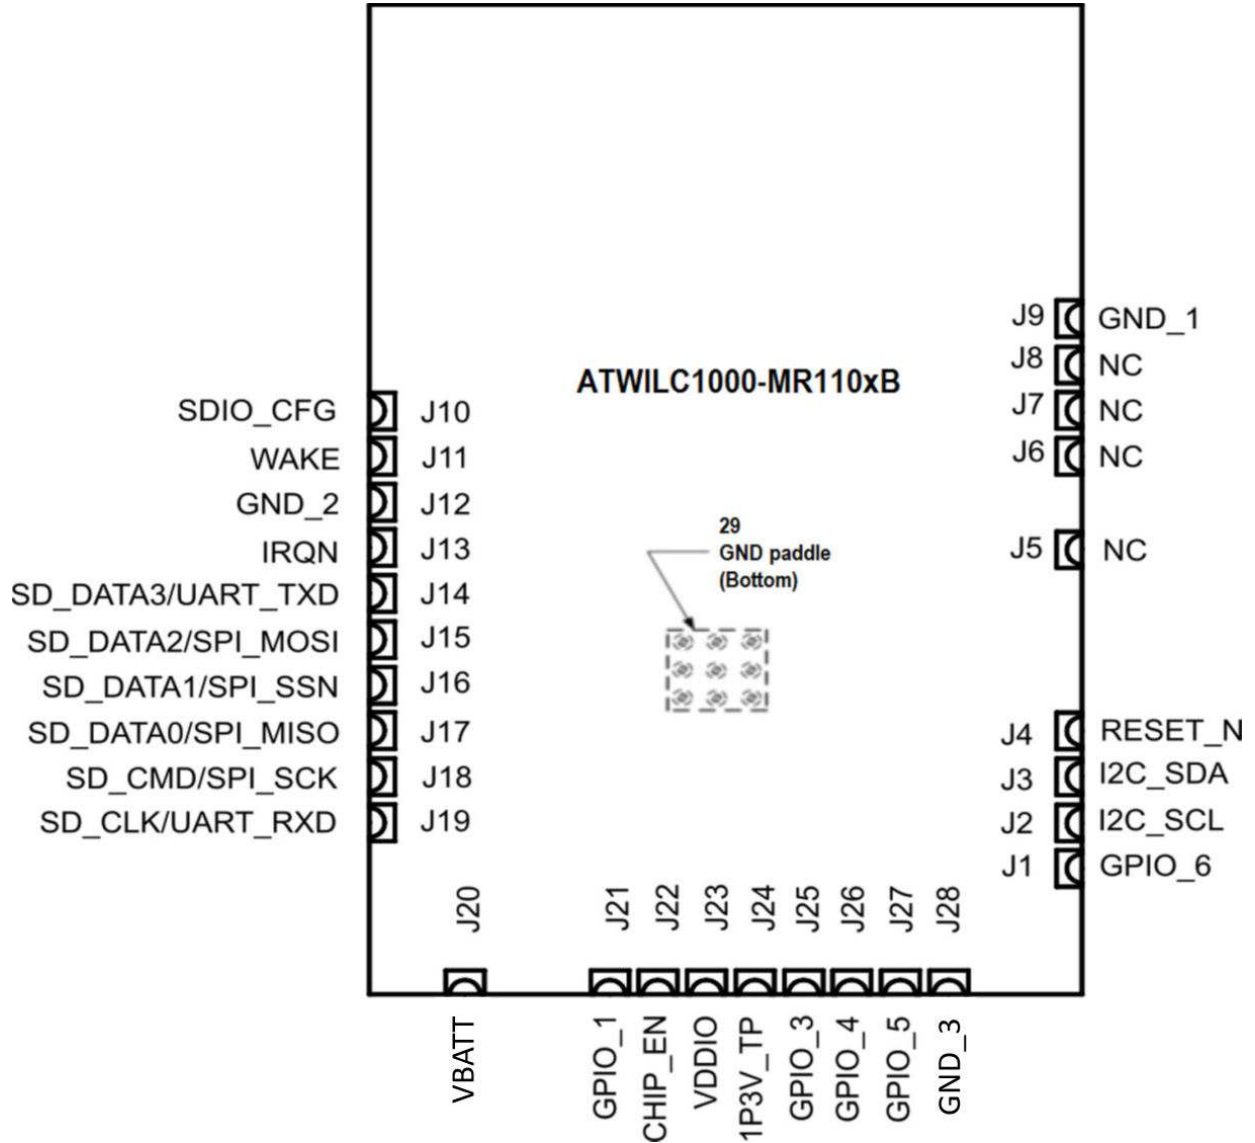 J9 GND_1
J8 NC
ATWILC1000-MR110xB
J7 NC
SDIO_CFG J10
J6 NC
WAKE J11
GND_2 J12
29
GND paddle
(Bottom)
IRQN J13
J5 NC
SD_DATA3/UART_TXD J14
SD_DATA2/SPI_MOSI J15
SD_DATA1/SPI_SSN J16
SD_DATA0/SPI_MISO J17
J4 RESET_N
SD_CMD/SPI_SCK J18
J3 I2C_SDA
SD_CLK/UART_RXD J19
J2 I2C_SCL
J1 GPIO_6
J20
J21
J22
J23
J24
J25
J26
J27
J28
VBATT
GPIO_1
CHIP_EN
VDDIO
1P3V_TP
GPIO_3
GPIO_4
GPIO_5
GND_3